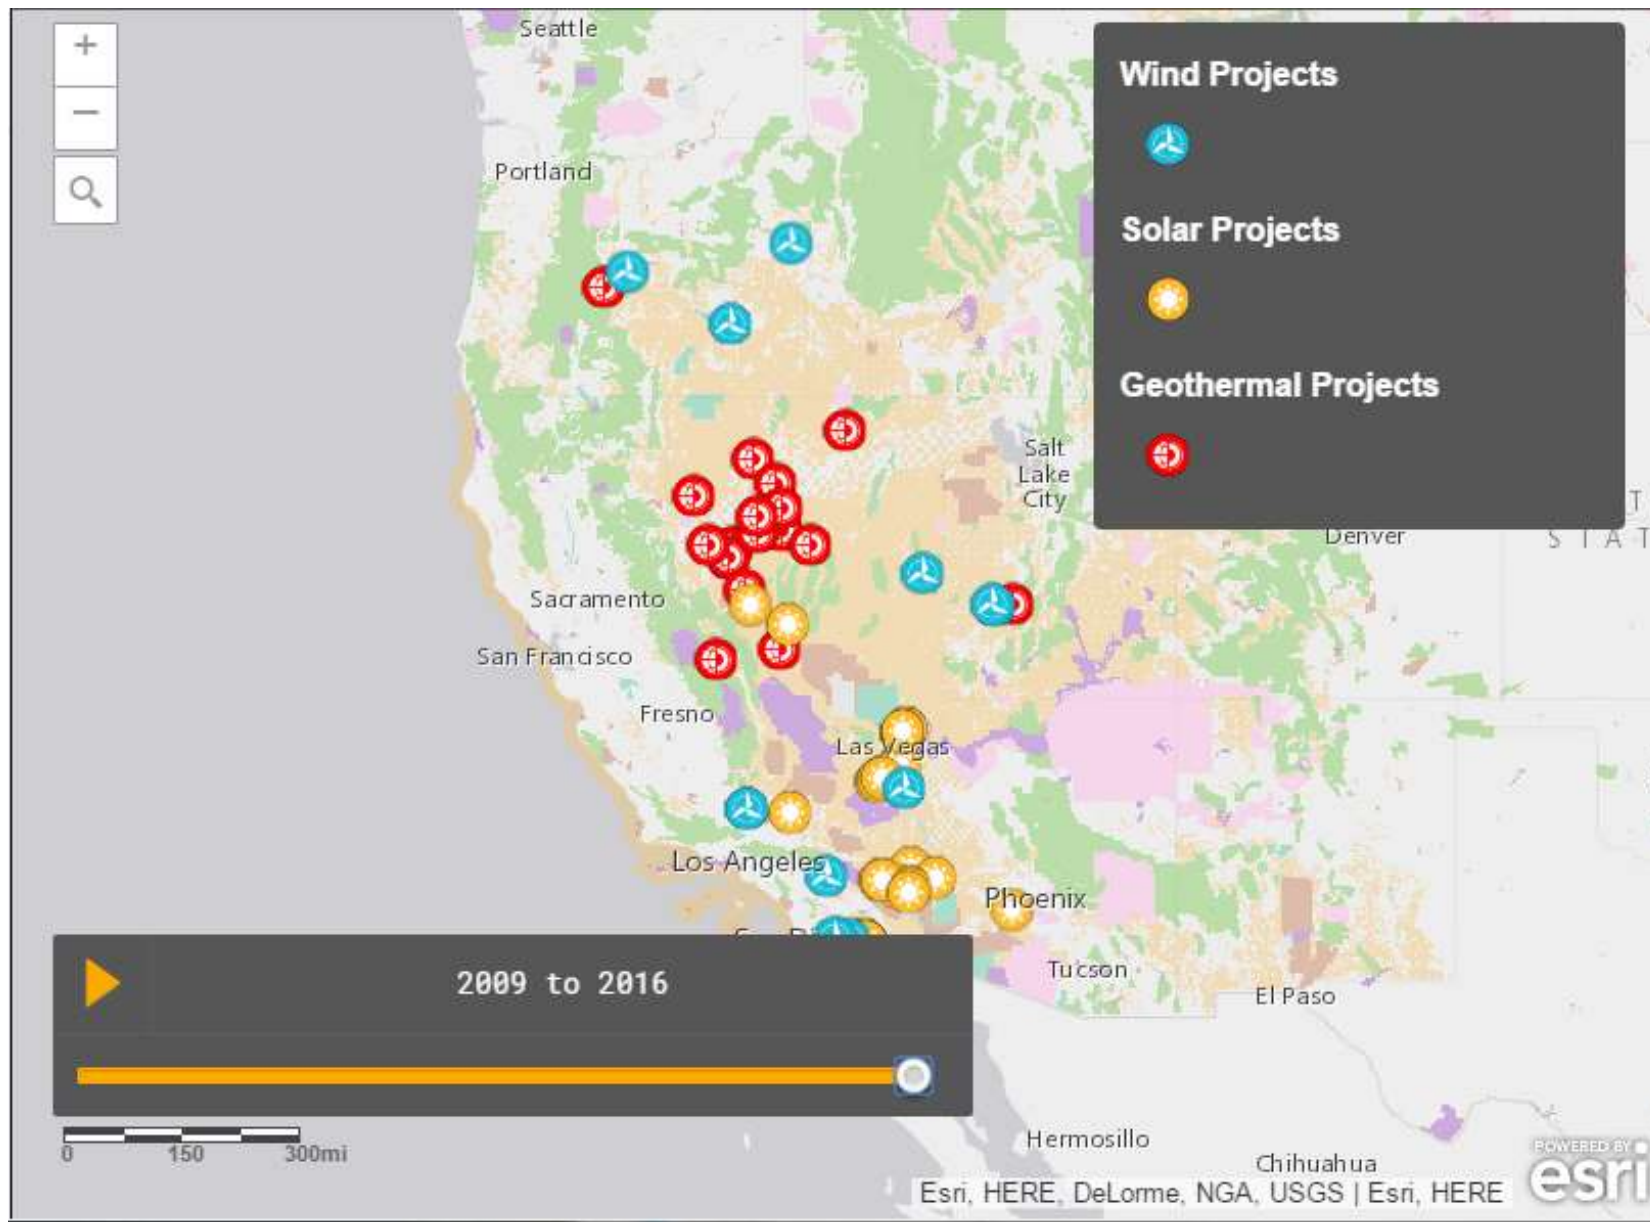 Seattle
Portland
Wind Projects
Solar Projects
Geothermal Projects
Salt
Lake
City
Denver
T
S T A T
Sacramento
San Francisco
Fresno
Las Vegas
Los Angeles
Phoenix
Tucson
El Paso
2009 to 2016
0 150 300mi
Hermosillo
Chihuahua
POWERED BY
esri
Esri, HERE, DeLorme, NGA, USGS | Esri, HERE